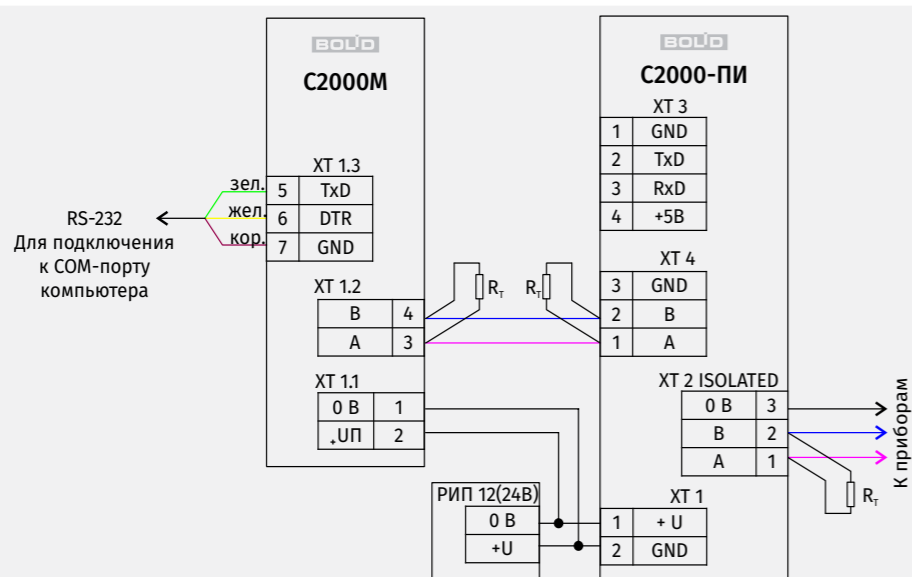 BOLID
С2000М
BOLID
С2000-ПИ
XT 3
1 GND
2 TxD
3 RxD
4 +5В
XT 1.3
зел. 5 TxD
жел. 6 DTR
кор. 7 GND
RS-232
Для подключения
к COM-порту
компьютера
XT 1.2
B 4
A 3
Rт
Rт
XT 4
3 GND
2 B
1 A
XT 1.1
0 В 1
+UП 2
XT 2 ISOLATED
0 В 3
B 2
A 1
К приборам
Rт
РИП 12(24В)
0 В
+U
XT 1
1 + U
2 GND